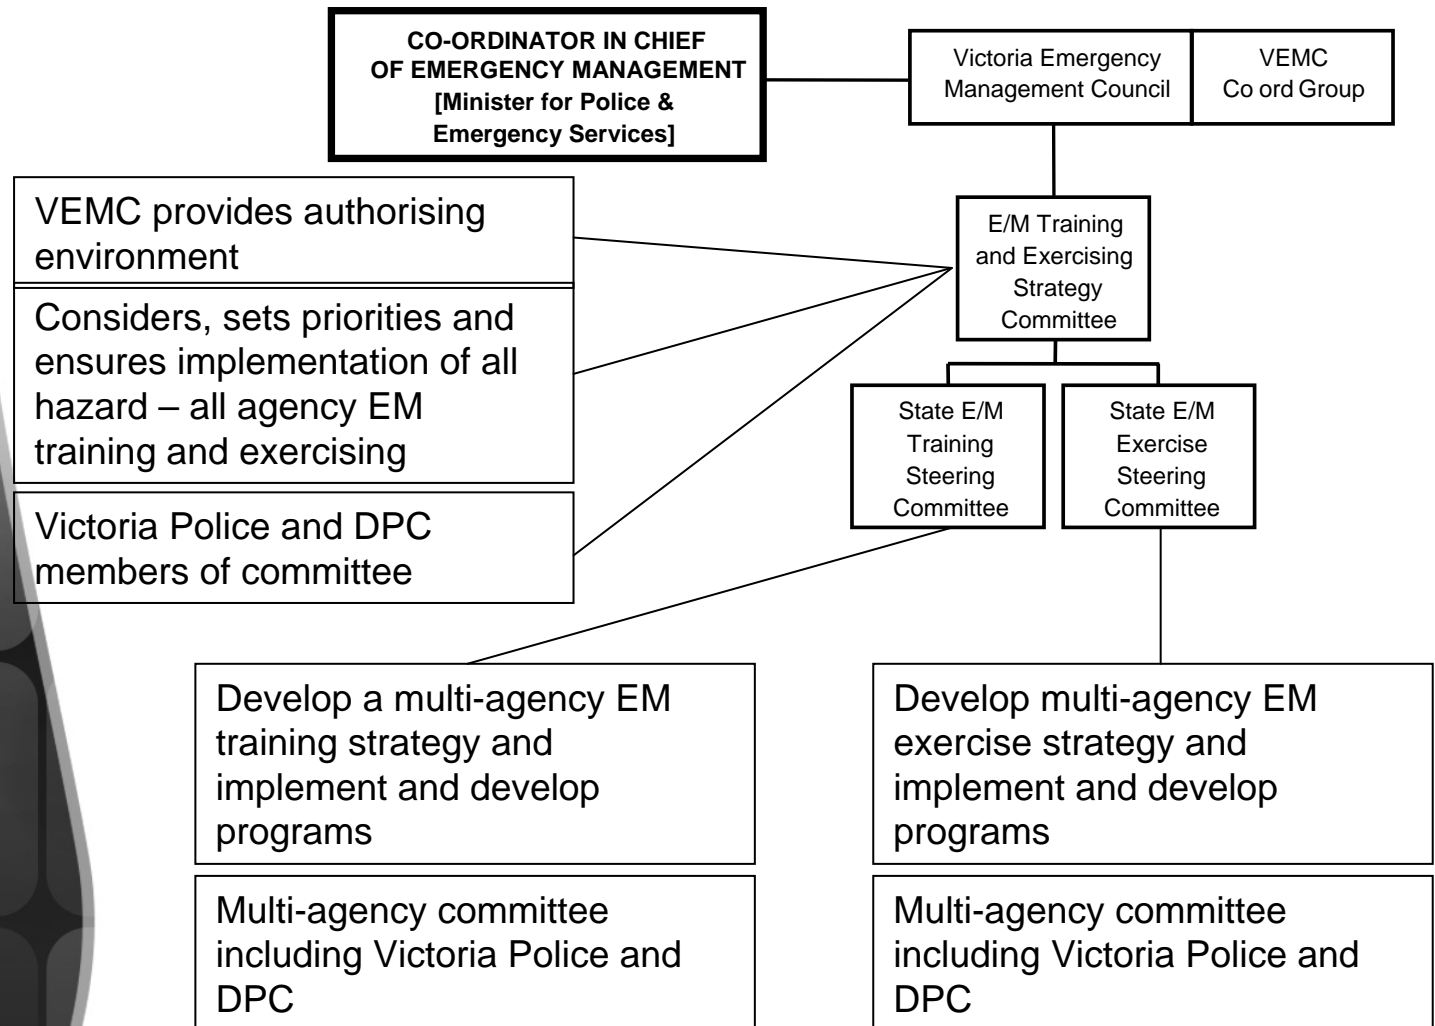 CO-ORDINATOR IN CHIEF
OF EMERGENCY MANAGEMENT
[Minister for Police &
Emergency Services]
Victoria Emergency
Management Council
VEMC
Co ord Group
VEMC provides authorising
environment
Considers, sets priorities and
ensures implementation of all
hazard – all agency EM
training and exercising
Victoria Police and DPC
members of committee
E/M Training
and Exercising
Strategy
Committee
State E/M
Training
Steering
Committee
State E/M
Exercise
Steering
Committee
Develop a multi-agency EM
training strategy and
implement and develop
programs
Multi-agency committee
including Victoria Police and
DPC
Develop multi-agency EM
exercise strategy and
implement and develop
programs
Multi-agency committee
including Victoria Police and
DPC